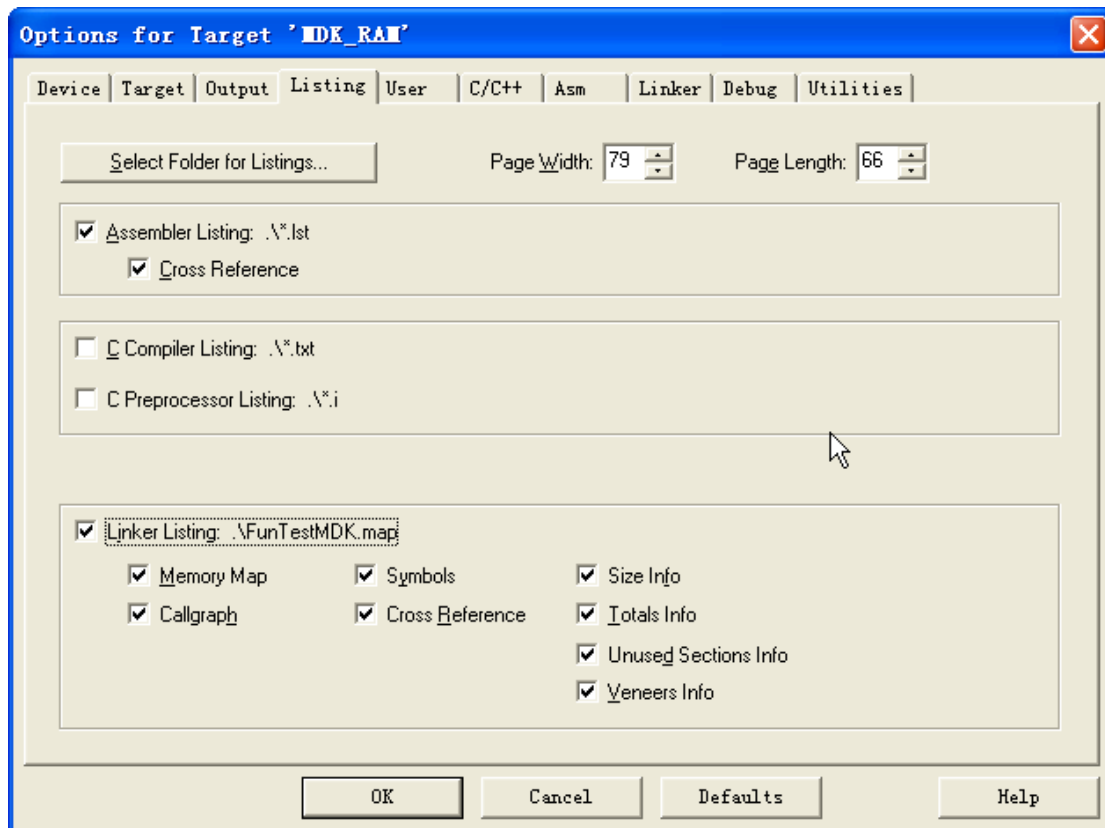 Options for Target 'MDK_RAM'
Device Target Output Listing User C/C++ Asm Linker Debug Utilities
Select Folder for Listings... Page Width: 79 Page Length: 66
Assembler Listing: .\*.lst
Cross Reference
C Compiler Listing: .\*.txt
C Preprocessor Listing: .\*.i
Linker Listing: .\FunTestMDK.map
Memory Map Symbols Size Info
Callgraph Cross Reference Totals Info
Unused Sections Info
Veneers Info
OK Cancel Defaults Help